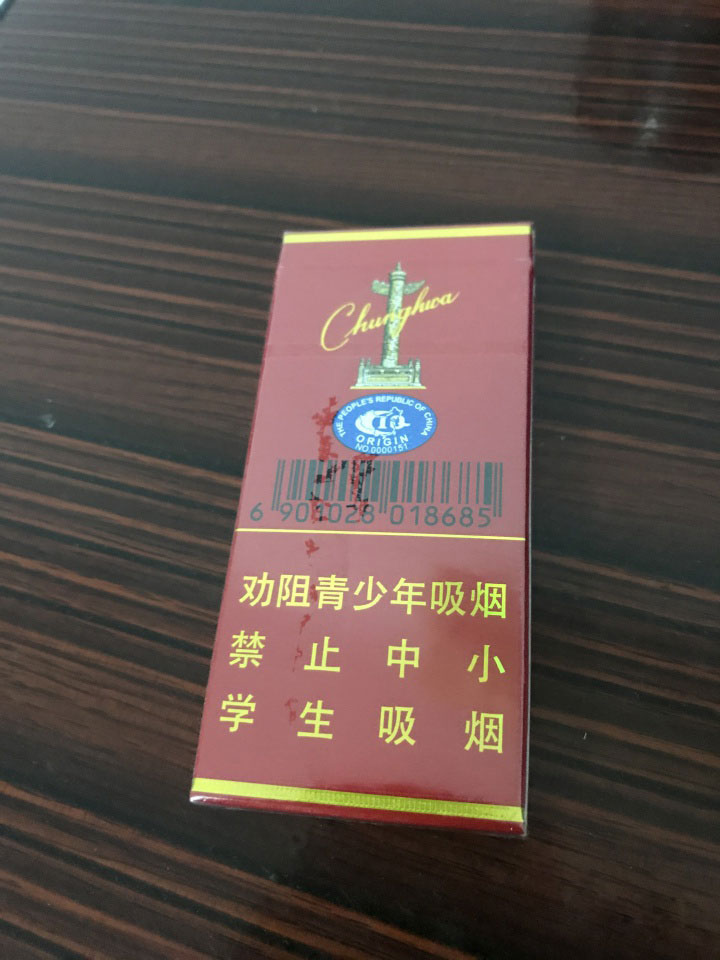 Chunghwa
THE PEOPLE'S REPUBLIC OF CHINA
ORIGIN
NO.0000151
6 901028 018685
劝阻青少年吸烟
禁止中小
学生吸烟